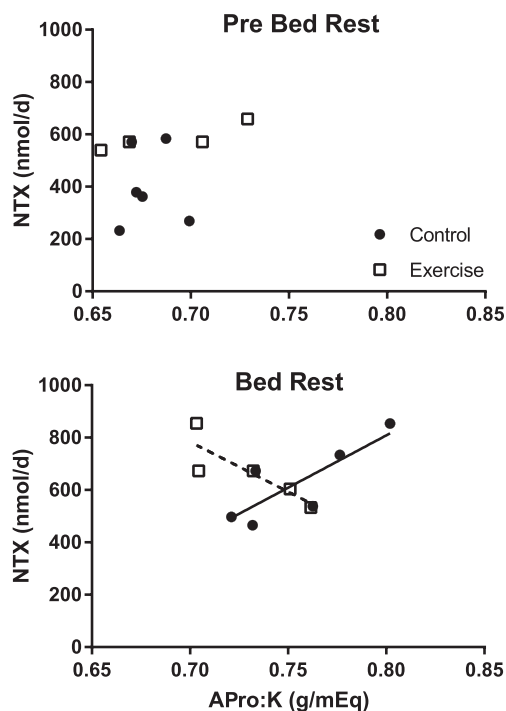 Pre Bed Rest
1000
800
600
400
200
0
NTX (nmol/d)
Control
Exercise
0.65 0.70 0.75 0.80 0.85
Bed Rest
1000
800
600
400
200
0
NTX (nmol/d)
0.65 0.70 0.75 0.80 0.85
APro:K (g/mEq)